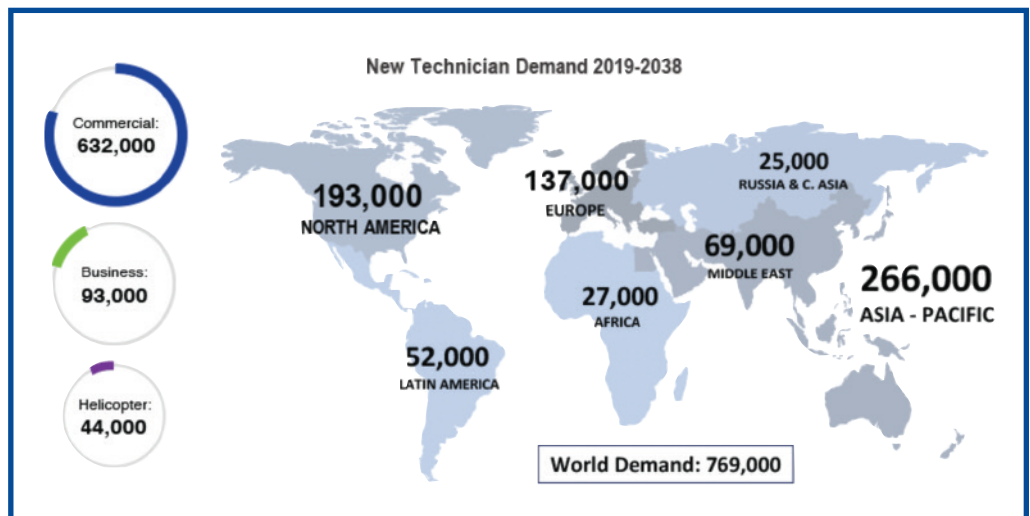 New Technician Demand 2019-2038
Commercial:
632,000
Business:
93,000
Helicopter:
44,000
193,000
NORTH AMERICA
137,000
EUROPE
25,000
RUSSIA & C. ASIA
69,000
MIDDLE EAST
266,000
ASIA - PACIFIC
27,000
AFRICA
52,000
LATIN AMERICA
World Demand: 769,000